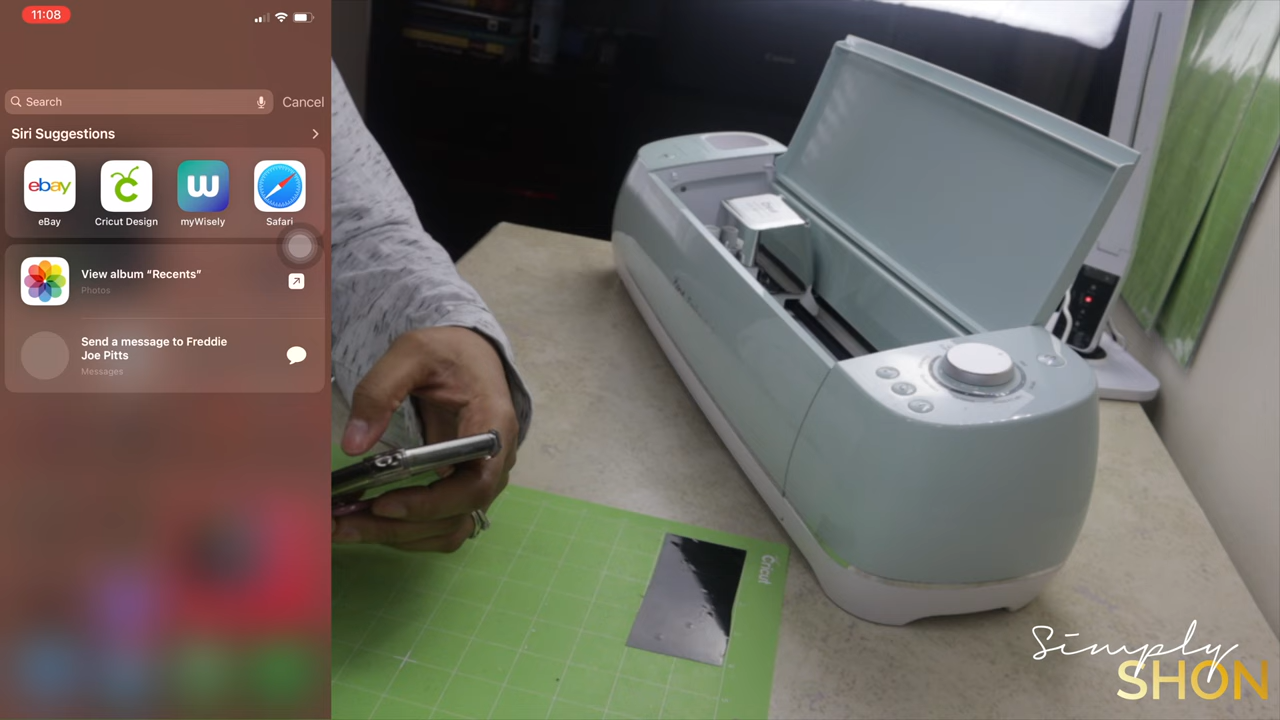 11:08
Search
Cancel
Siri Suggestions
ebay
eBay
Cricut Design
myWisely
Safari
View album “Recents”
Photos
Send a message to Freddie
Joe Pitts
Messages
Cricut
Simply
SHON